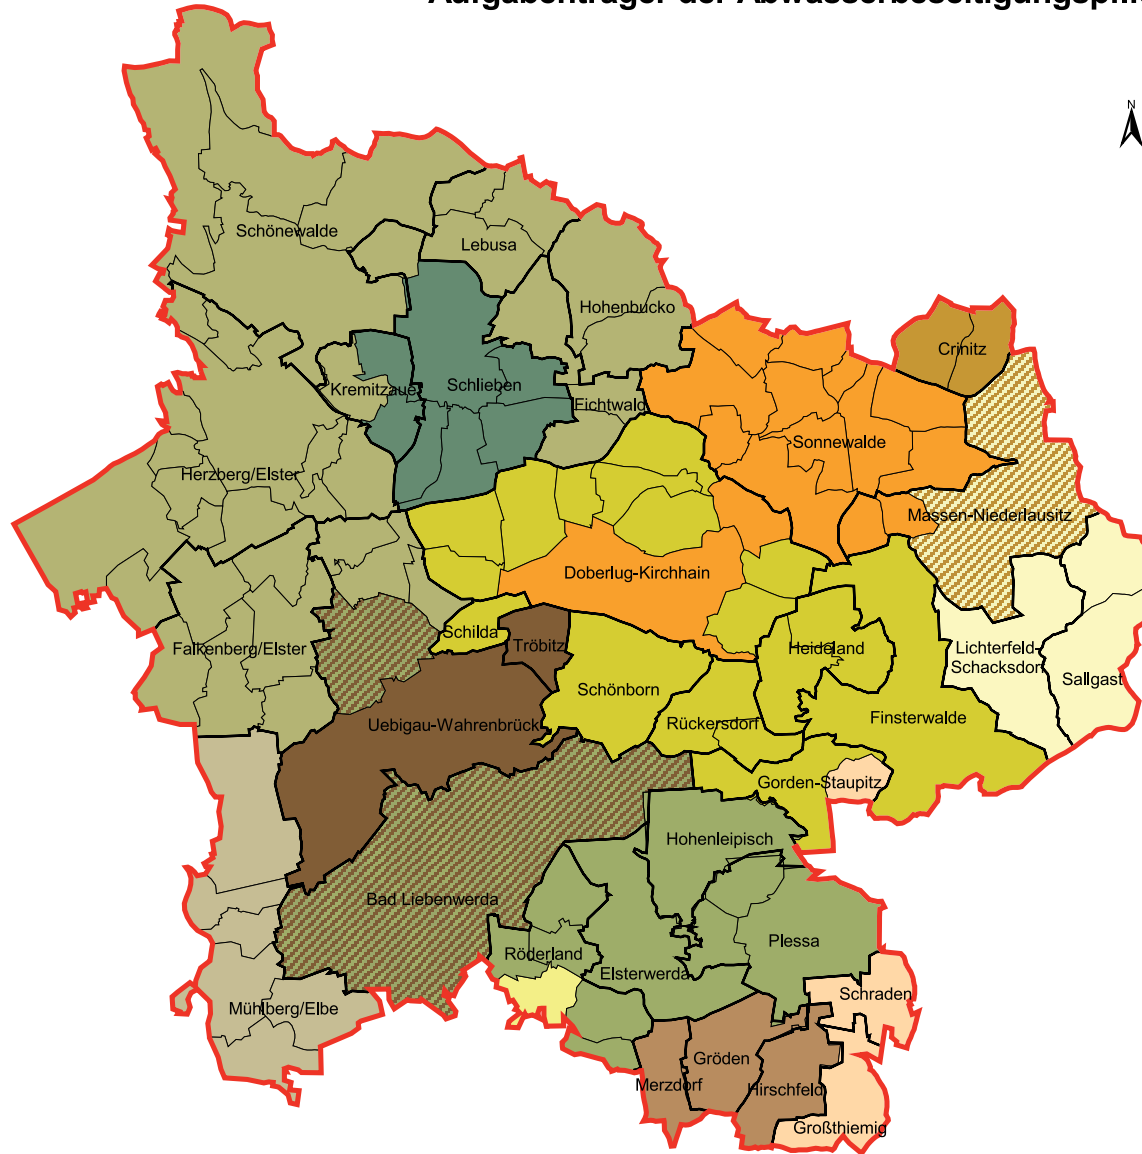 Aufgabenträger der
N
Schönewalde
Lebusa
Hohenbucko
Crinitz
Kremitzaue
Schlieben
Fichtwald
Sonnewalde
Herzberg/Elster
Massen-Niederlausitz
Doberlug-Kirchhain
Schilda
Tröbitz
Falkenberg/Elster
Heideland
Lichterfeld-
Schacksdorf
Sallgast
Schönborn
Uebigau-Wahrenbrück
Rückersdorf
Finsterwalde
Gorden-Staupitz
Hohenleipisch
Bad Liebenwerda
Plessa
Röderland
Elsterwerda
Schraden
Mühlberg/Elbe
Gröden
Merzdorf
Hirschfeld
Großthiemig